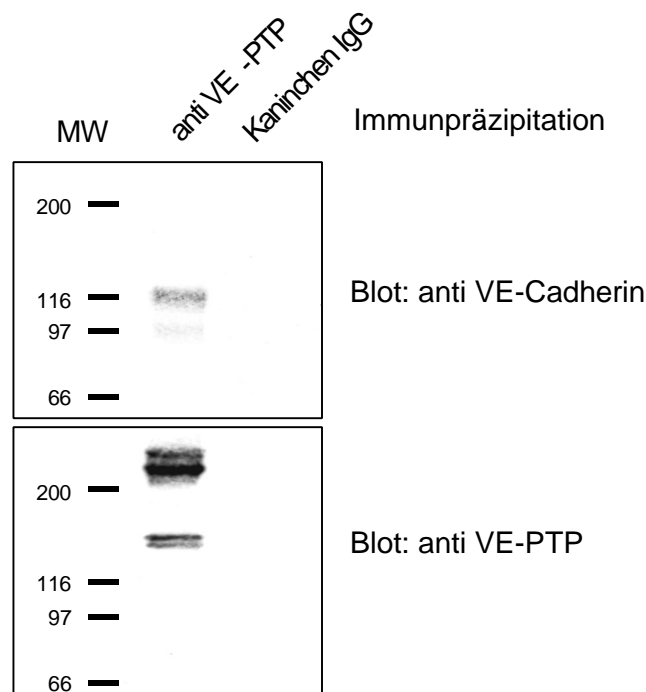 anti VE -PTP
Kaninchen IgG
MW
Immunpräzipitation
200
116
97
66
Blot: anti VE-Cadherin
200
116
97
66
Blot: anti VE-PTP